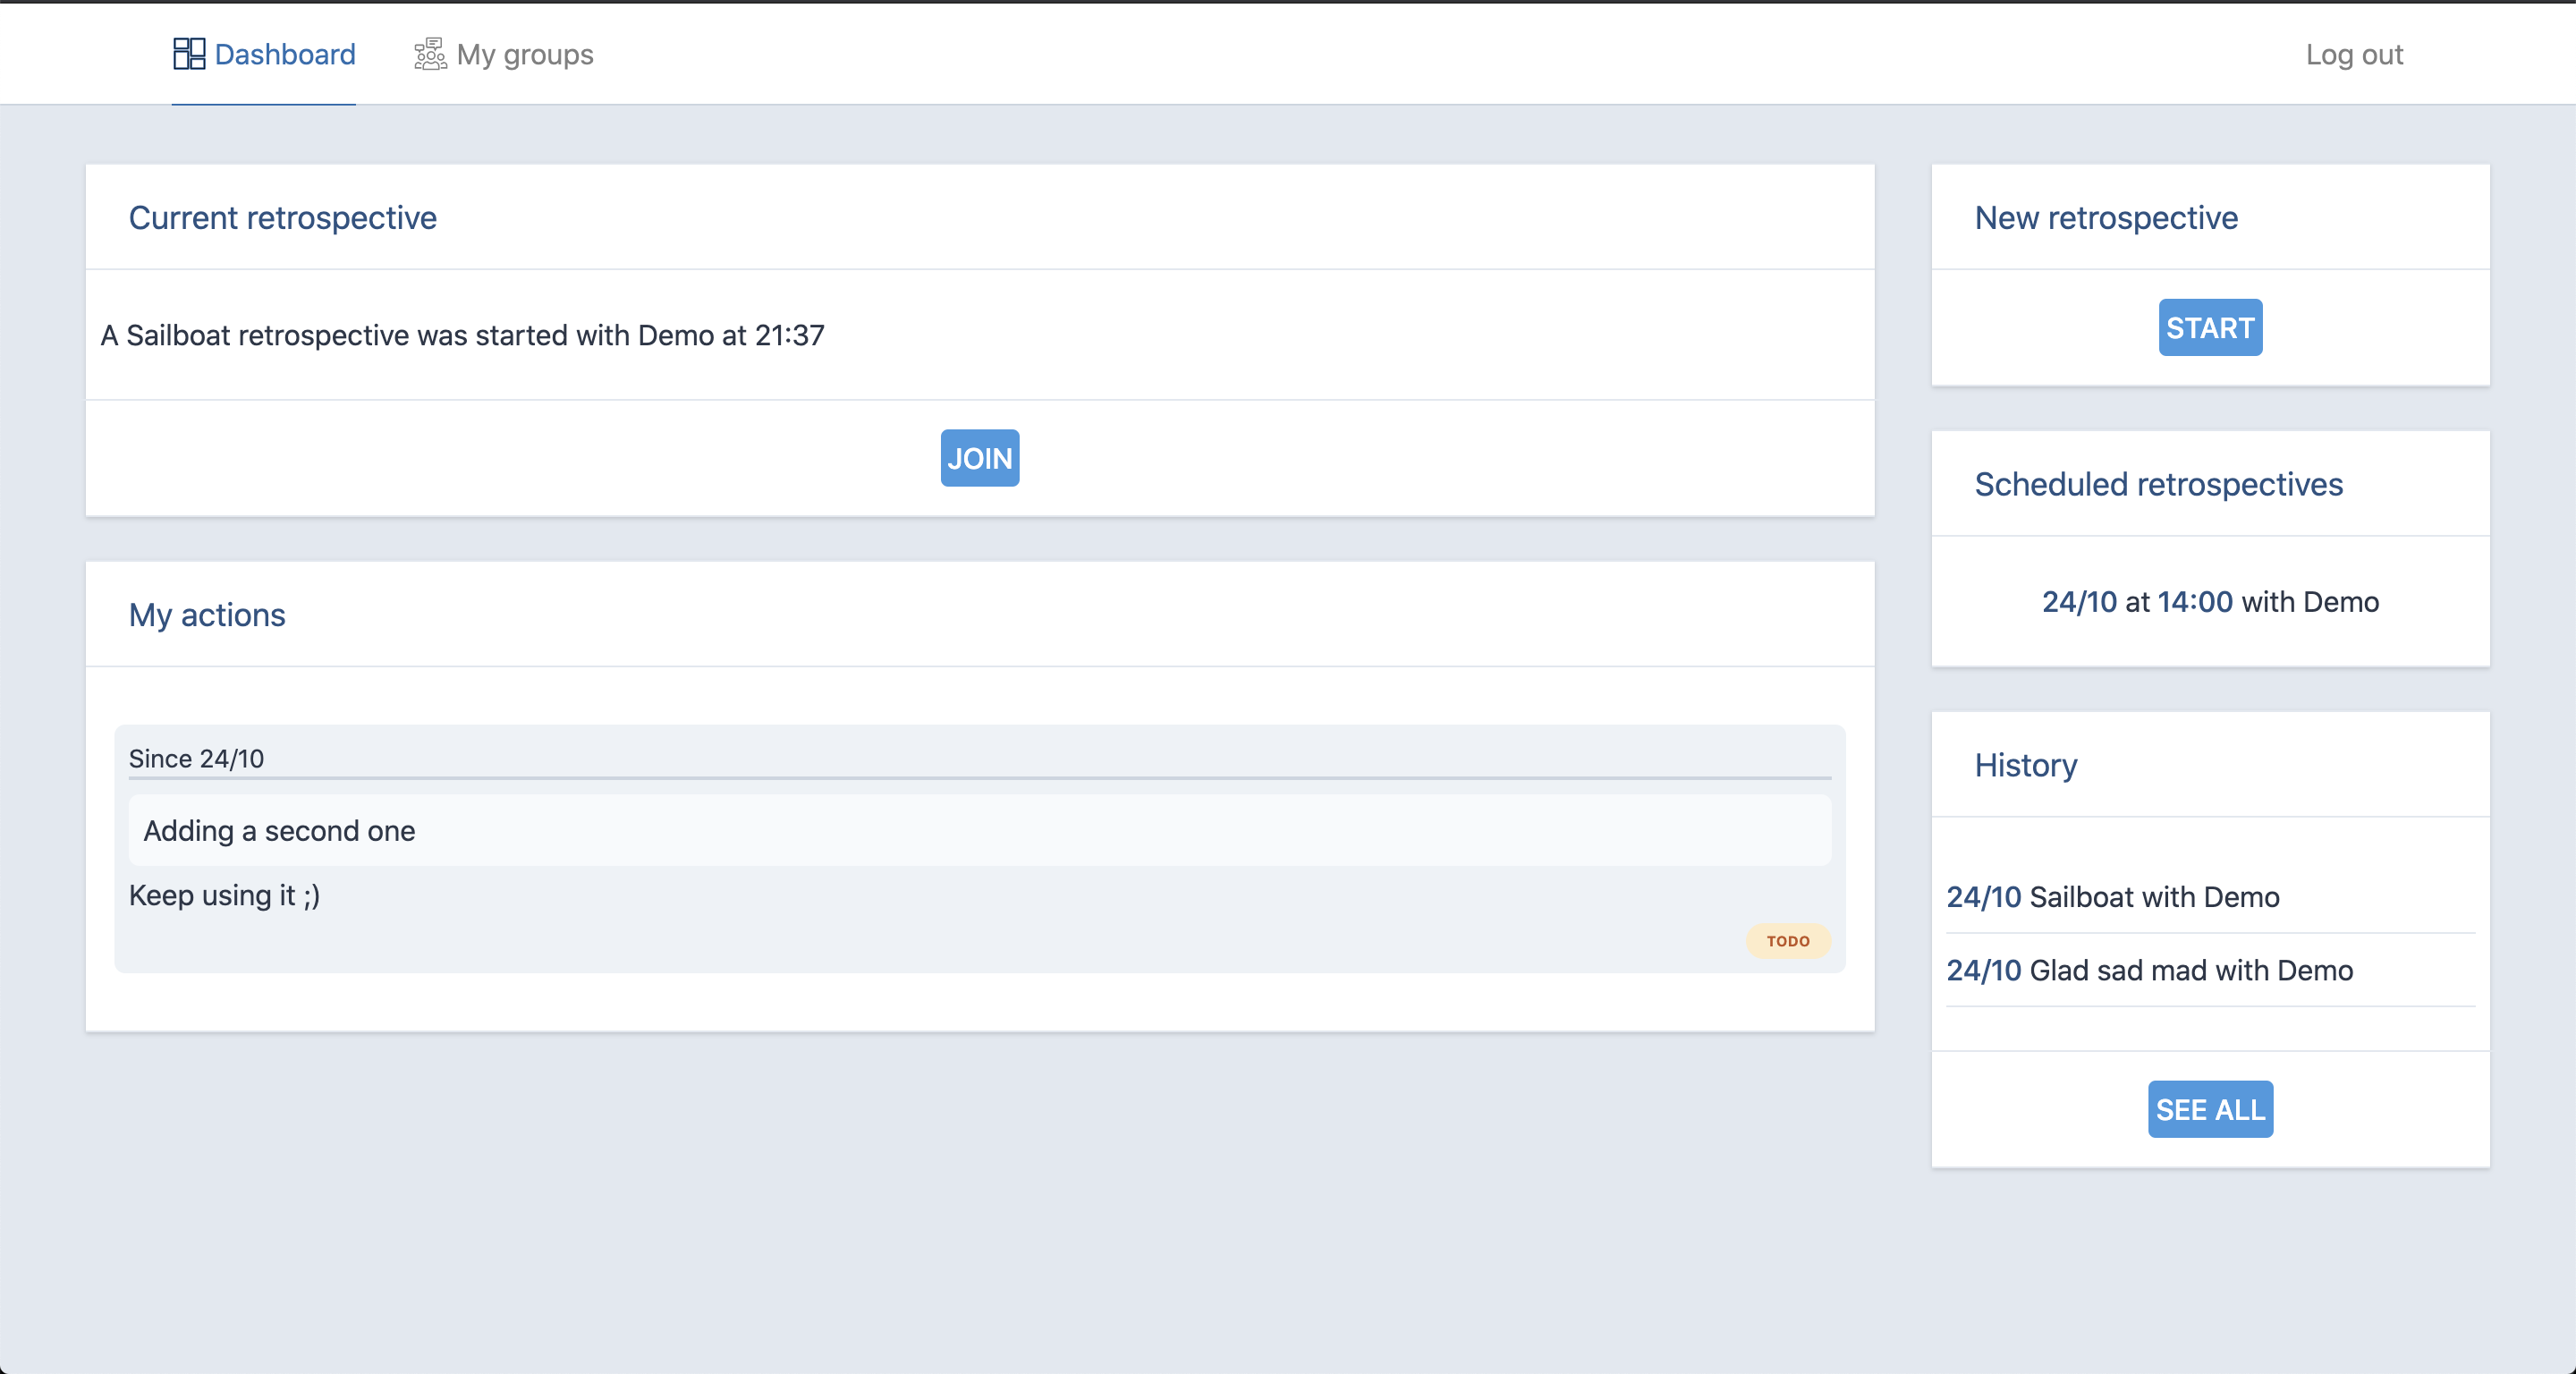 Dashboard
My groups
Log out
Current retrospective
A Sailboat retrospective was started with Demo at 21:37
JOIN
My actions
Since 24/10
Adding a second one
Keep using it ;)
TODO
New retrospective
START
Scheduled retrospectives
24/10 at 14:00 with Demo
History
24/10 Sailboat with Demo
24/10 Glad sad mad with Demo
SEE ALL